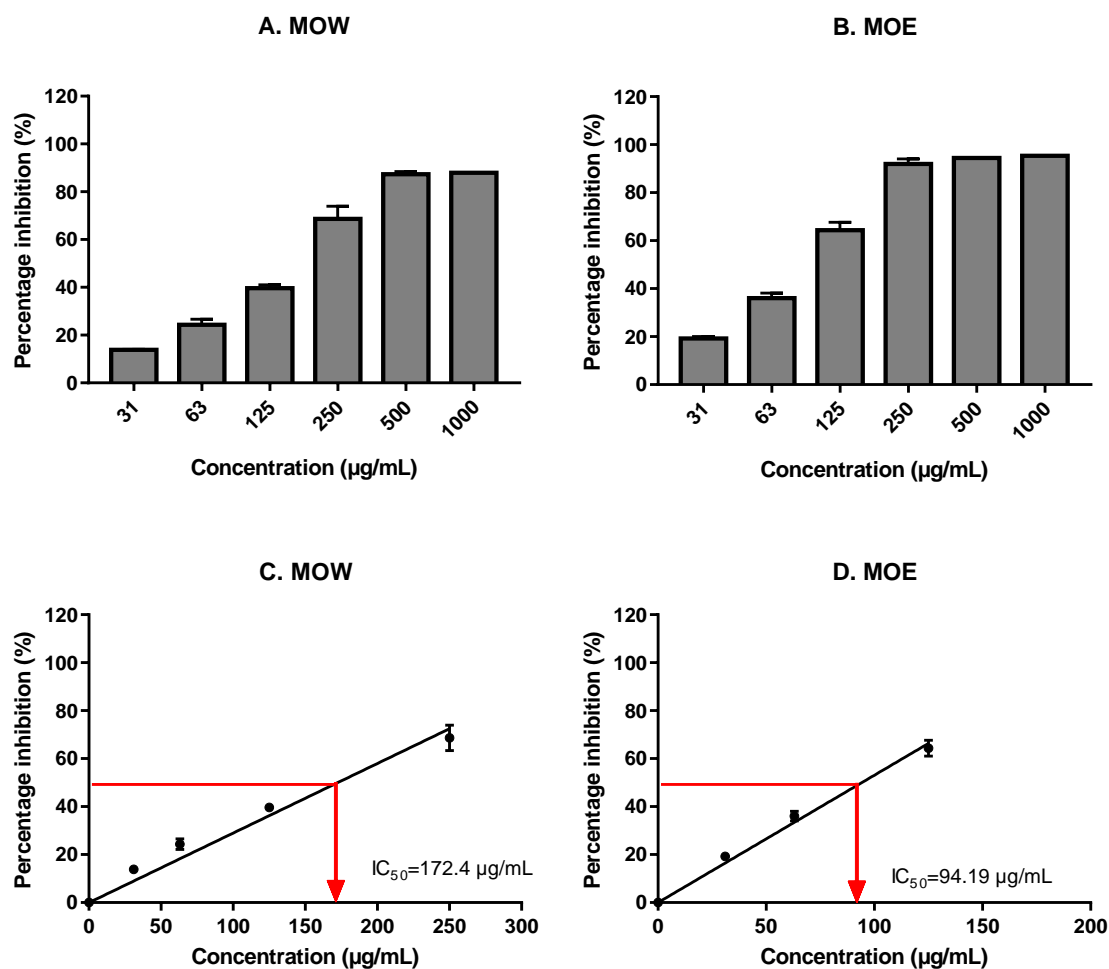 A. MOW
Percentage inhibition (%)
120
100
80
60
40
20
0
31
63
125
250
500
1000
Concentration (µg/mL)
B. MOE
Percentage inhibition (%)
120
100
80
60
40
20
0
31
63
125
250
500
1000
Concentration (µg/mL)
C. MOW
Percentage inhibition (%)
120
100
80
60
40
20
0
IC50=172.4 µg/mL
0 50 100 150 200 250 300
Concentration (µg/mL)
D. MOE
Percentage inhibition (%)
120
100
80
60
40
20
0
IC50=94.19 µg/mL
0 50 100 150 200
Concentration (µg/mL)